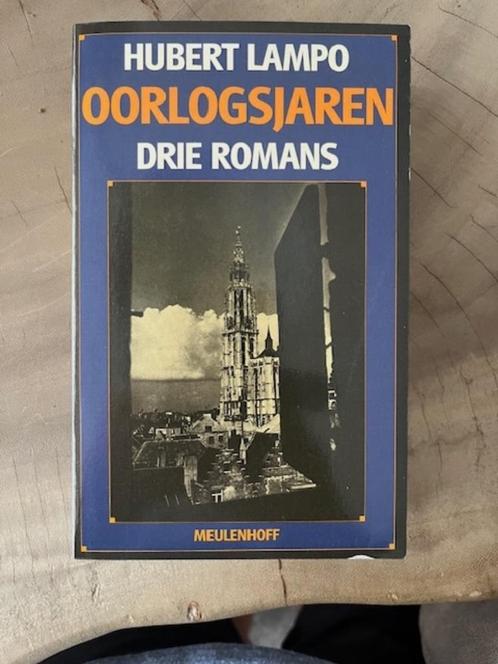 HUBERT LAMPO
OORLOGSJAREN
DRIE ROMANS
MEULENHOFF